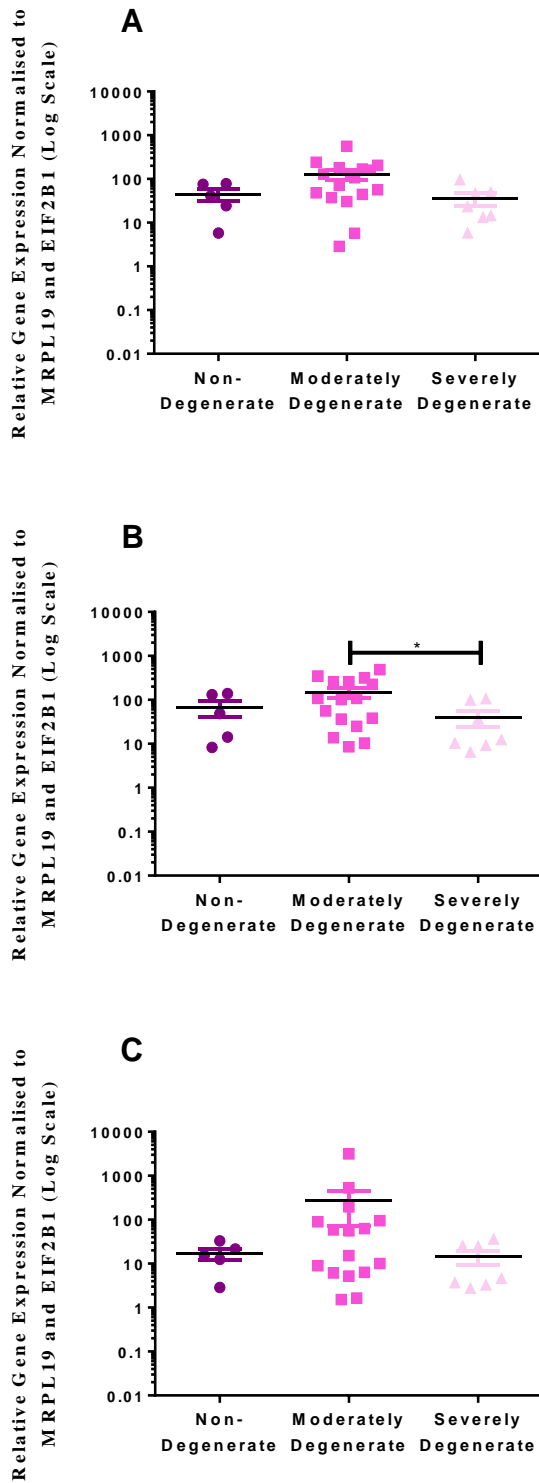 A
Relative Gene Expression Normalised to
MRPL19 and EIF2B1 (Log Scale)
10000
1000
100
10
1
0.1
0.01
Non-
Degenerate
Moderately
Degenerate
Severely
Degenerate
B
Relative Gene Expression Normalised to
MRPL19 and EIF2B1 (Log Scale)
10000
1000
100
10
1
0.1
0.01
*
Non-
Degenerate
Moderately
Degenerate
Severely
Degenerate
C
Relative Gene Expression Normalised to
MRPL19 and EIF2B1 (Log Scale)
10000
1000
100
10
1
0.1
0.01
Non-
Degenerate
Moderately
Degenerate
Severely
Degenerate